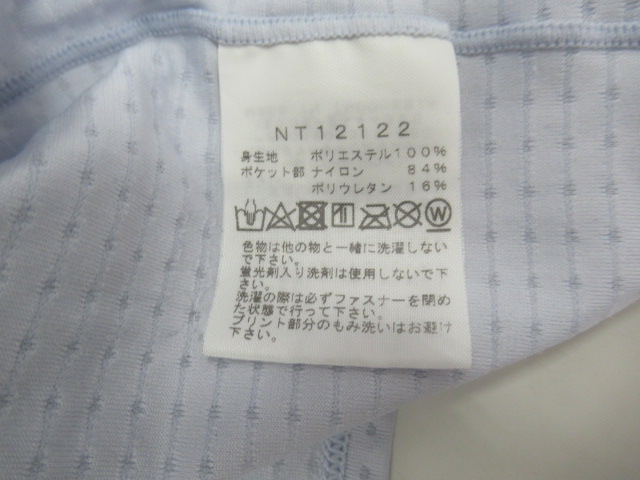 NT12122
身生地 ポリエステル100%
ポケット部 ナイロン 84%
ポリウレタン 16%
W
色物は他の物と一緒に洗濯しない
で下さい。
蛍光剤入り洗剤は使用しないで下
さい。
洗濯の際は必ずファスナーを閉め
た状態で行って下さい。
プリント部分のもみ洗いはお避け
下さい。